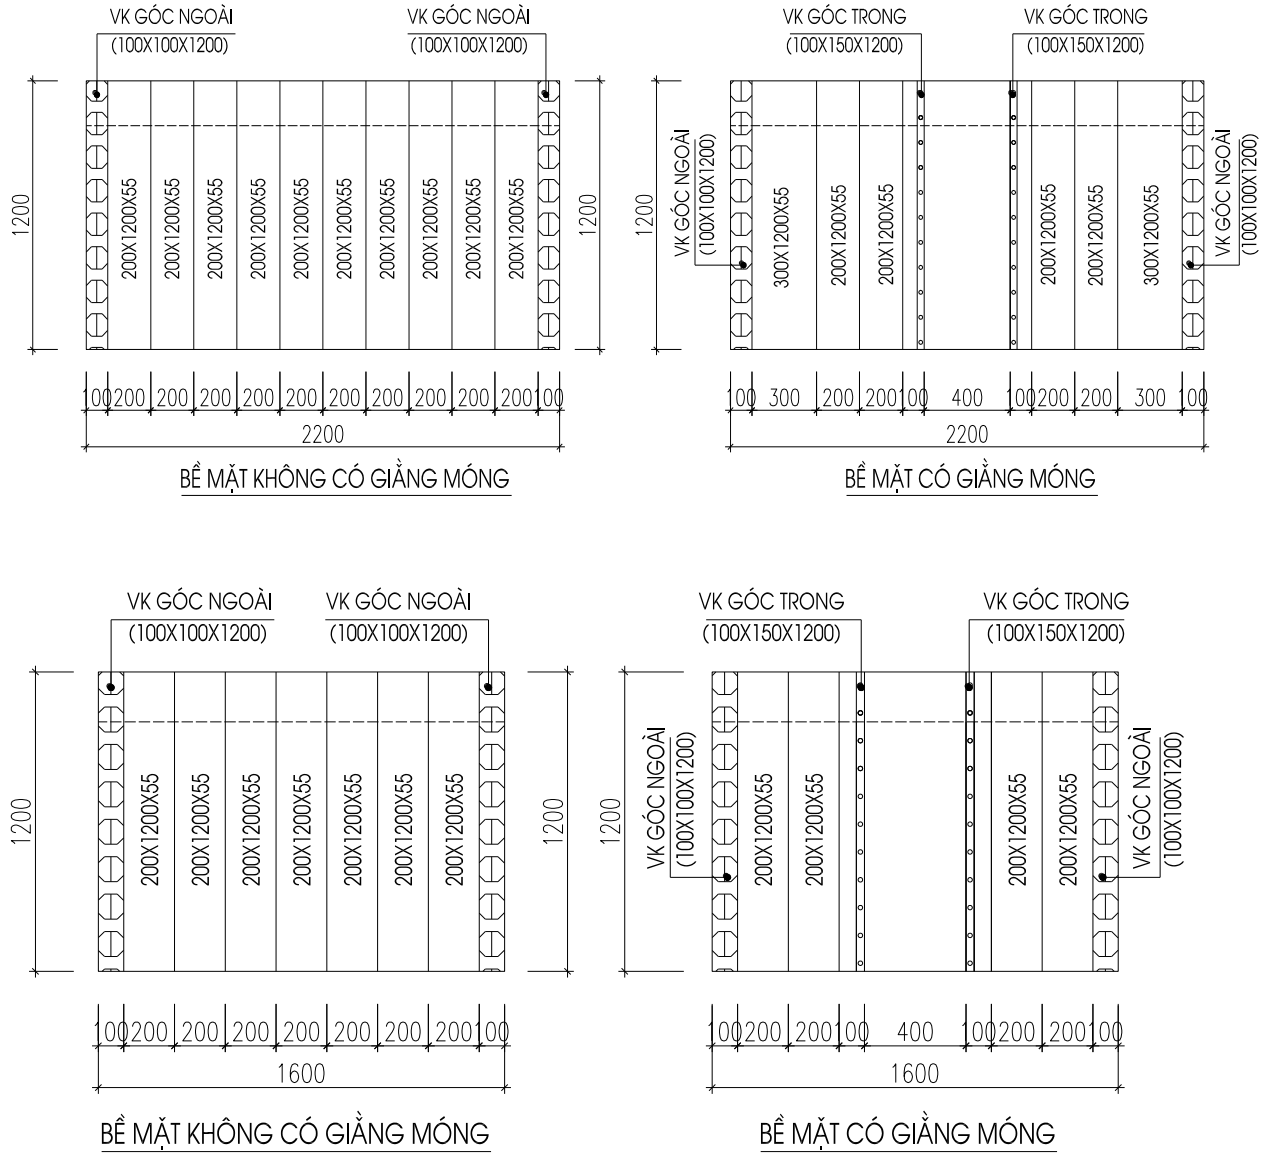 VK GÓC NGOÀI
(100X100X1200)
VK GÓC NGOÀI
(100X100X1200)
1200
200X1200X55
200X1200X55
200X1200X55
200X1200X55
200X1200X55
200X1200X55
200X1200X55
200X1200X55
200X1200X55
200X1200X55
1200
100 200 200 200 200 200 200 200 200 200 200 100
2200
BỀ MẶT KHÔNG CÓ GIẰNG MÓNG
VK GÓC TRONG
(100X150X1200)
VK GÓC TRONG
(100X150X1200)
1200
VK GÓC NGOÀI
(100X100X1200)
300X1200X55
200X1200X55
200X1200X55
200X1200X55
200X1200X55
300X1200X55
VK GÓC NGOÀI
(100X100X1200)
100 300 200 200 100 400 100 200 200 300 100
2200
BỀ MẶT CÓ GIẰNG MÓNG
VK GÓC NGOÀI
(100X100X1200)
VK GÓC NGOÀI
(100X100X1200)
1200
200X1200X55
200X1200X55
200X1200X55
200X1200X55
200X1200X55
200X1200X55
200X1200X55
1200
100 200 200 200 200 200 200 200 100
1600
BỀ MẶT KHÔNG CÓ GIẰNG MÓNG
VK GÓC TRONG
(100X150X1200)
VK GÓC TRONG
(100X150X1200)
1200
VK GÓC NGOÀI
(100X100X1200)
200X1200X55
200X1200X55
200X1200X55
200X1200X55
VK GÓC NGOÀI
(100X100X1200)
100 200 200 100 400 100 200 200 100
1600
BỀ MẶT CÓ GIẰNG MÓNG